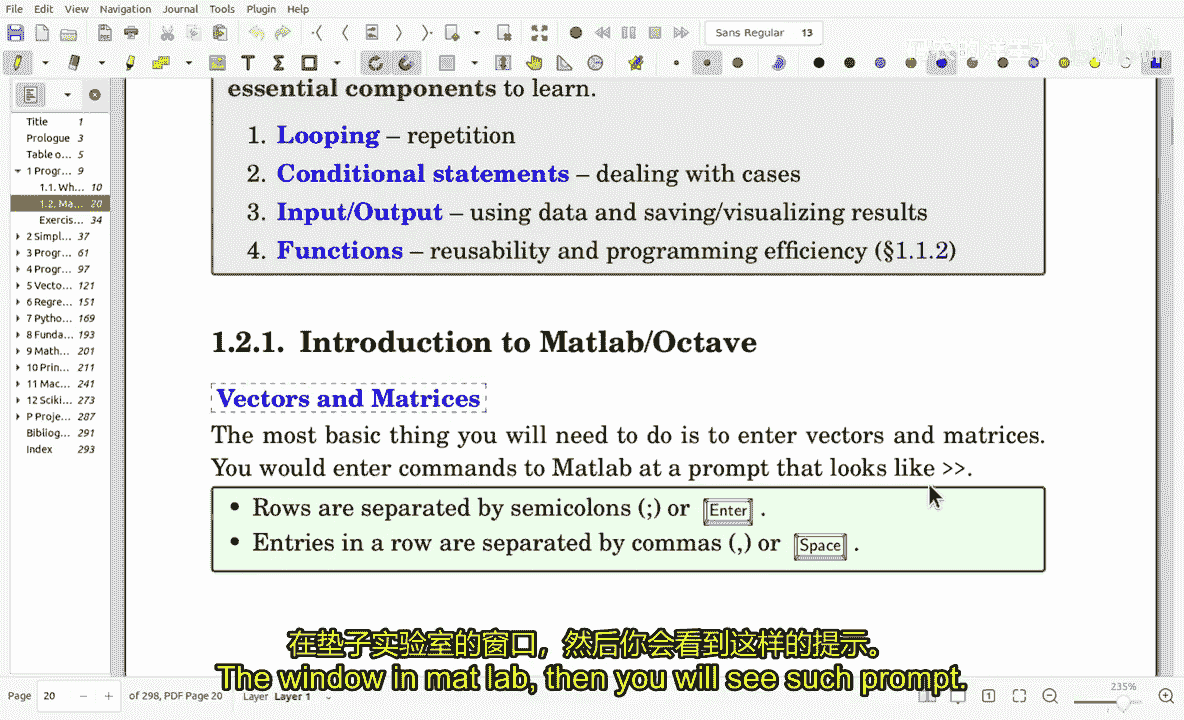 File Edit View Navigation Journal Tools Plugin Help
Sans Regular 13
Title 1
Prologue 3
Table o... 5
1 Progr... 9
1.1. Wh... 10
1.2. Ma... 20
Exercis... 34
2 Simpl... 37
3 Progr... 61
4 Progr... 97
5 Vecto... 121
6 Regre... 151
7 Pytho... 169
8 Funda... 193
9 Math... 201
10 Prin... 211
11 Mac... 241
12 Sciki... 273
P Proje... 287
Bibliog... 291
Index 293
essential components to learn.
1. Looping – repetition
2. Conditional statements – dealing with cases
3. Input/Output – using data and saving/visualizing results
4. Functions – reusability and programming efficiency (§1.1.2)
1.2.1. Introduction to Matlab/Octave
Vectors and Matrices
The most basic thing you will need to do is to enter vectors and matrices.
You would enter commands to Matlab at a prompt that looks like >>.
• Rows are separated by semicolons (;) or Enter .
• Entries in a row are separated by commas (,) or Space .
在垫子实验室的窗口，然后你会看到这样的提示。
The window in mat lab, then you will see such prompt.
Page 20 of 298, PDF Page 20 Layer Layer 1
235%